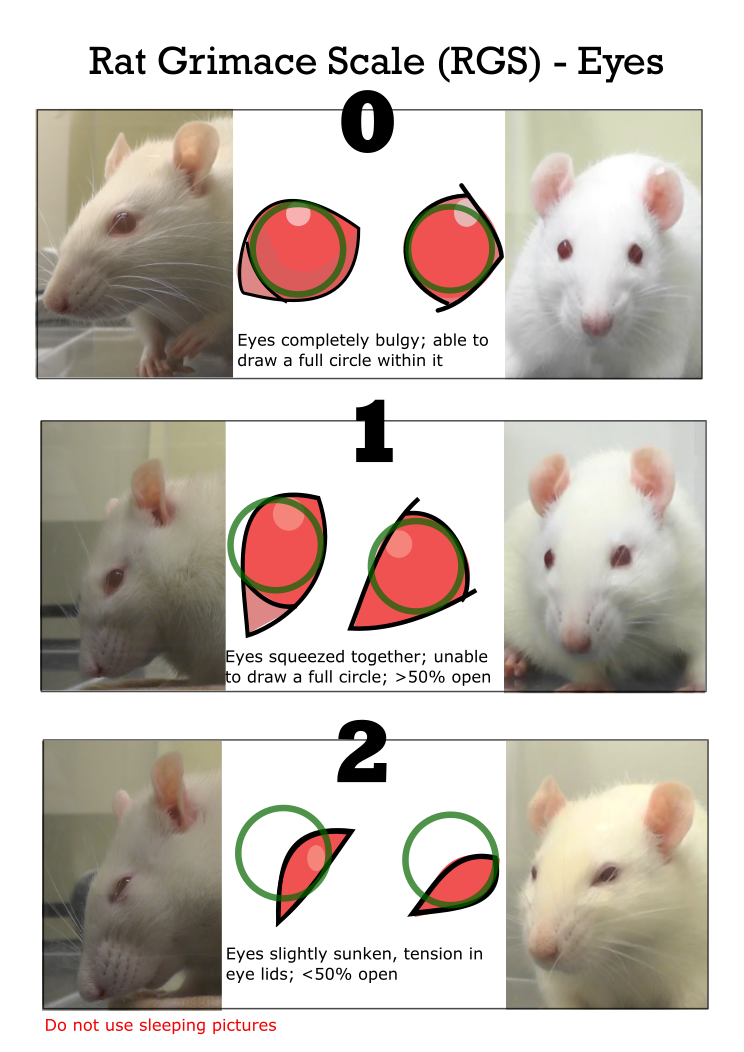 Rat Grimace Scale (RGS) - Eyes
0
Eyes completely bulgy; able to
draw a full circle within it
1
Eyes squeezed together; unable
to draw a full circle; >50% open
2
Eyes slightly sunken, tension in
eye lids; <50% open
Do not use sleeping pictures